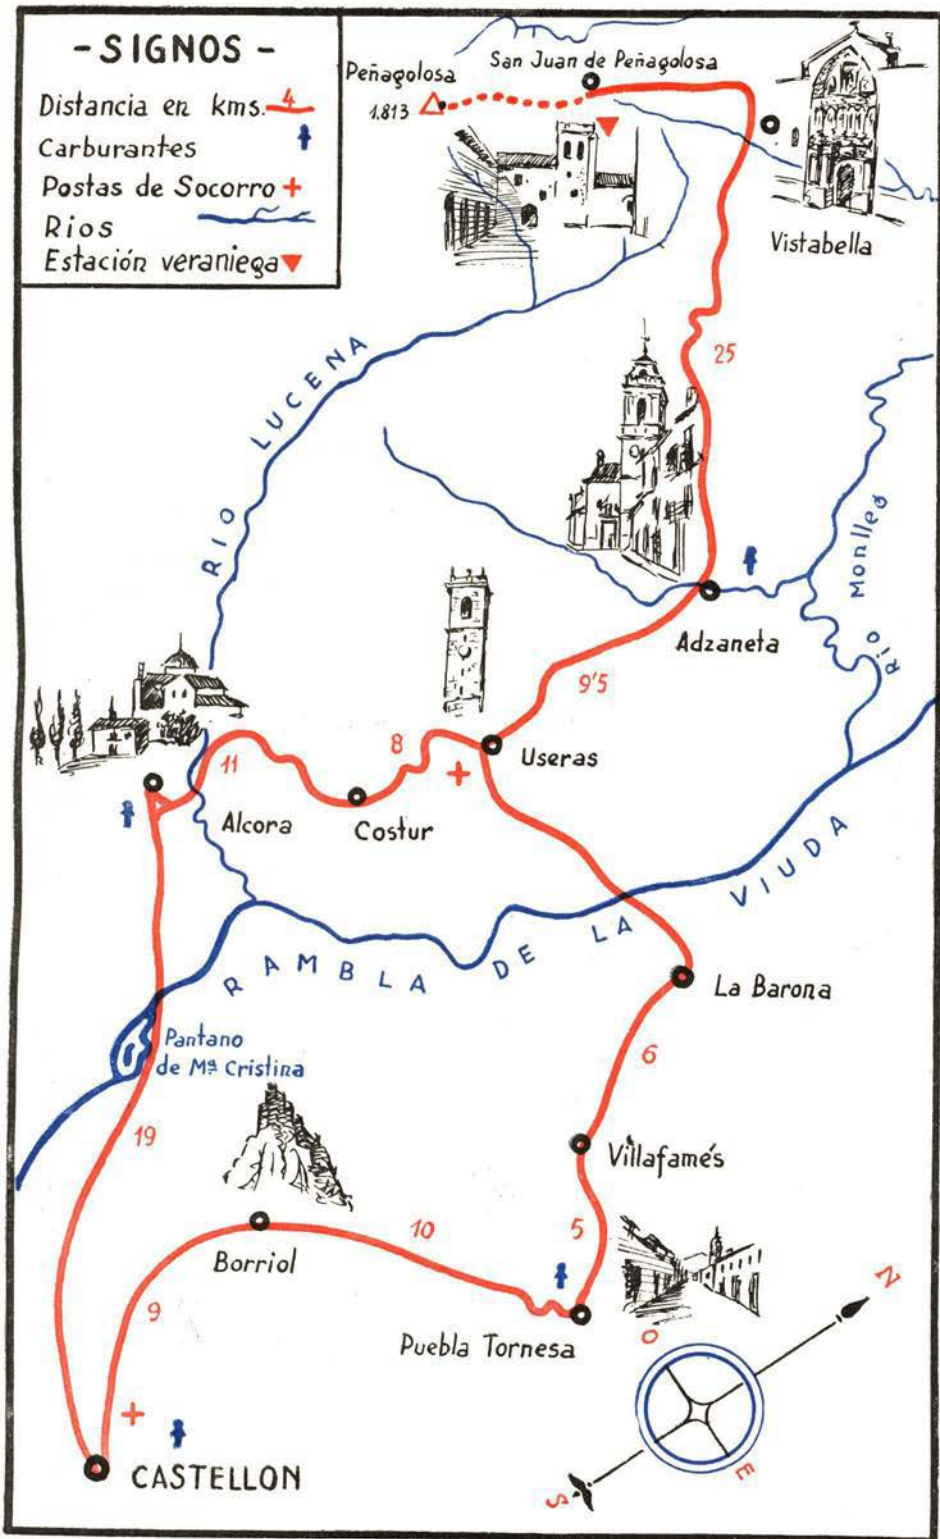 - SIGNOS -
Distancia en kms. 4
Carburantes
Postas de Socorro
Rios
Estación veraniega
Peñagolosa
1.813
San Juan de Peñagolosa
Vistabella
25
RIO LUCENA
Rio Monlleó
Adzaneta
9'5
Useras
8
11
Alcora
Costur
RAMBLA DE LA VIUDA
La Barona
Pantano
de Mª Cristina
6
19
Villafamés
5
10
Borriol
9
Puebla Tornesa
CASTELLON
N
O
E
S